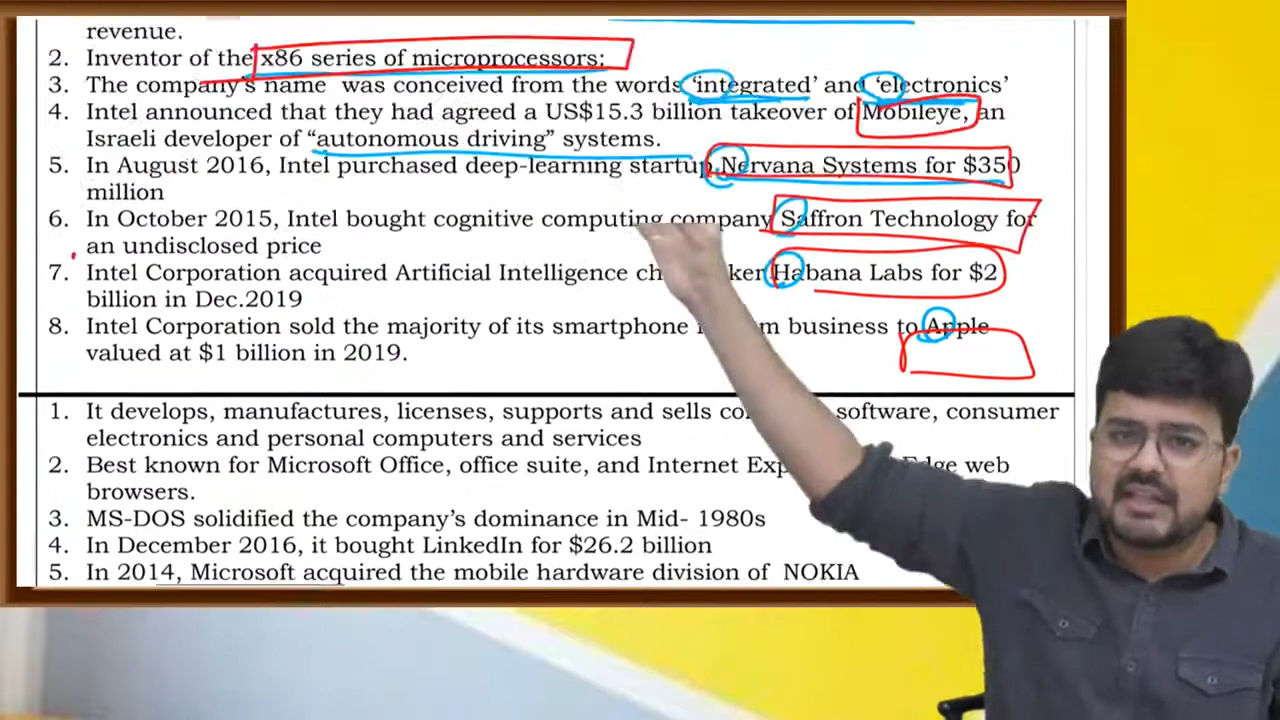 revenue.
2. Inventor of the x86 series of microprocessors;
3. The company's name was conceived from the words 'integrated' and 'electronics'
4. Intel announced that they had agreed a US$15.3 billion takeover of Mobileye, an
Israeli developer of "autonomous driving" systems.
5. In August 2016, Intel purchased deep-learning startup Nervana Systems for $350
million
6. In October 2015, Intel bought cognitive computing company Saffron Technology for
an undisclosed price
7. Intel Corporation acquired Artificial Intelligence Habana Labs for $2
billion in Dec.2019
8. Intel Corporation sold the majority of its smartphone business to Apple
valued at $1 billion in 2019.
1. It develops, manufactures, licenses, supports and sells software, consumer
electronics and personal computers and services
2. Best known for Microsoft Office, office suite, and Internet Edge web
browsers.
3. MS-DOS solidified the company's dominance in Mid- 1980s
4. In December 2016, it bought LinkedIn for $26.2 billion
5. In 2014, Microsoft acquired the mobile hardware division of NOKIA